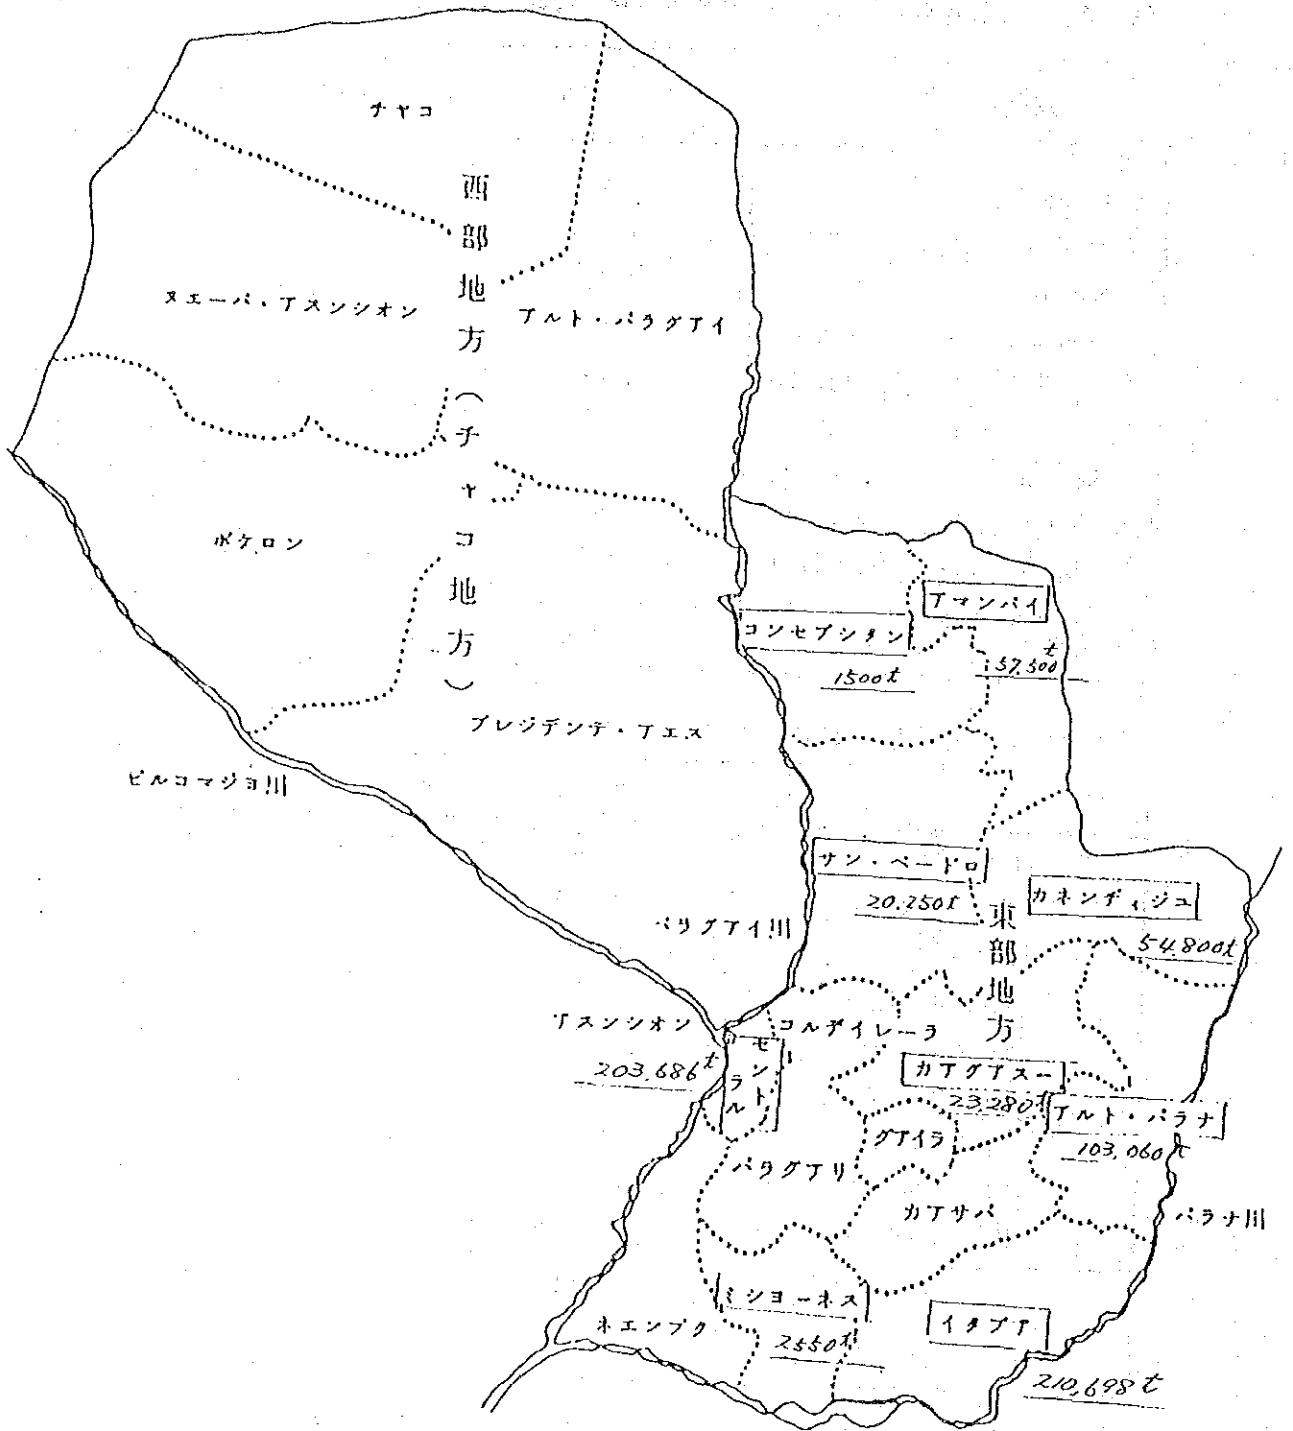 チャコ
西部地方(チャコ地方)
ヌエーバ・アスンシオン
アルト・パラグアイ
ボケロン
アマンバイ
57.500t
コンセプシタン
1500t
プレジデンテ・アエス
ピルコマジョ川
サン・ペードロ
20.250t
東部地方
カネンディジュ
54.800t
パラグアイ川
アスンシオン
203.686t
セントラル
コルディレーラ
カアグアスー
23.280t
アルト・パラナ
103,060t
グアイラ
パラグアリ
カアサパ
パラナ川
ミショーネス
2550t
ネエンブク
イタプア
210,698t